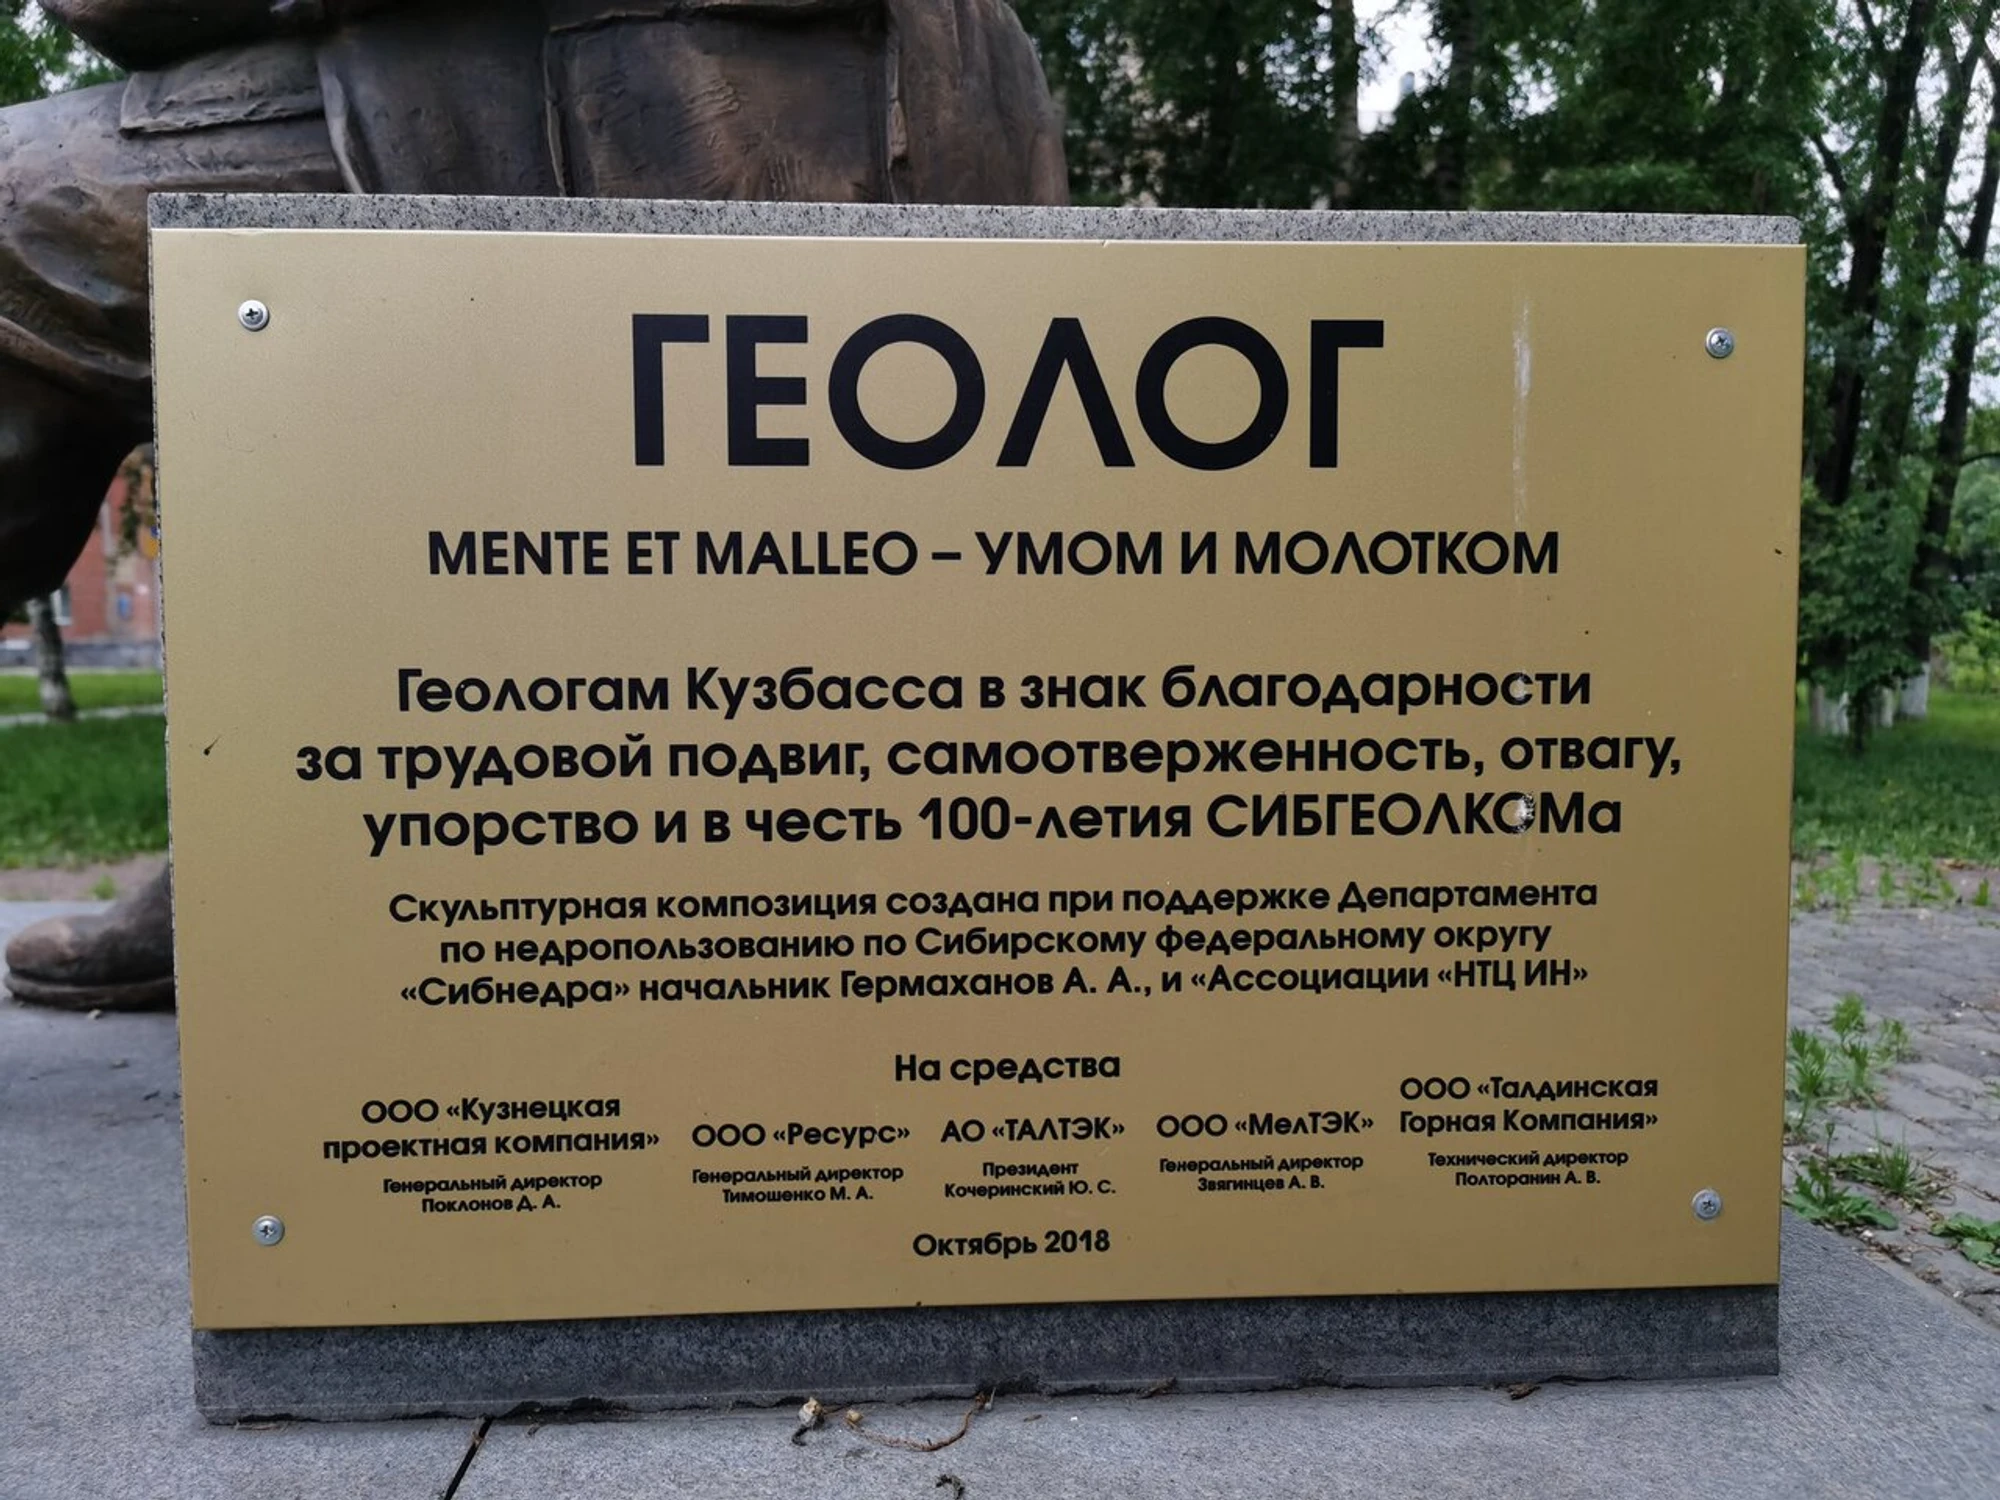 ГЕОЛОГ
MENTE ET MALLEO – УМОМ И МОЛОТКОМ
Геологам Кузбасса в знак благодарности
за трудовой подвиг, самоотверженность, отвагу,
упорство и в честь 100-летия СИБГЕОЛКОМа
Скульптурная композиция создана при поддержке Департамента
по недропользованию по Сибирскому федеральному округу
«Сибнедра» начальник Гермаханов А. А., и «Ассоциации «НТЦ ИН»
На средства
ООО «Кузнецкая
проектная компания»
Генеральный директор
Поклонов Д. А.
ООО «Ресурс»
Генеральный директор
Тимошенко М. А.
АО «ТАЛТЭК»
Президент
Кочеринский Ю. С.
ООО «МелТЭК»
Генеральный директор
Звягинцев А. В.
ООО «Талдинская
Горная Компания»
Технический директор
Полторанин А. В.
Октябрь 2018